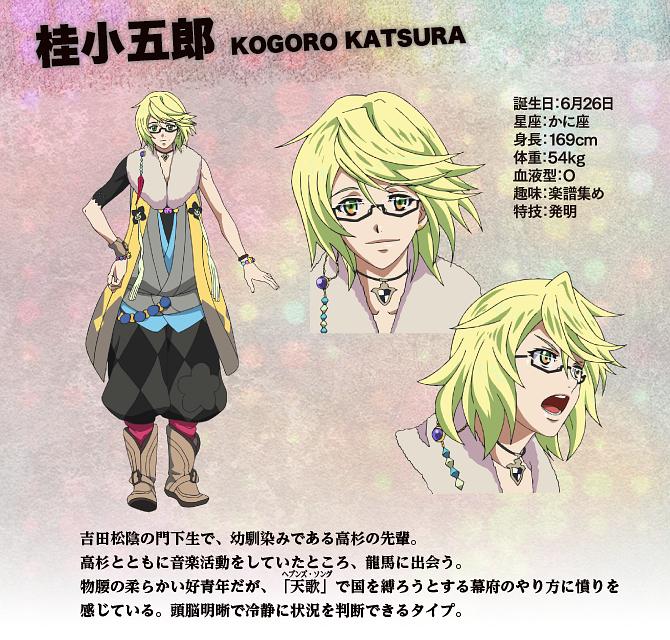 桂小五郎 KOGORO KATSURA
誕生日:6月26日
星座:かに座
身長:169cm
体重:54kg
血液型:O
趣味:楽譜集め
特技:発明
吉田松陰の門下生で、幼馴染みである高杉の先輩。
高杉とともに音楽活動をしていたところ、龍馬に出会う。
ヘブンズ・ソング
物腰の柔らかい好青年だが、「天歌」で国を縛ろうとする幕府のやり方に憤りを
感じている。頭脳明晰で冷静に状況を判断できるタイプ。